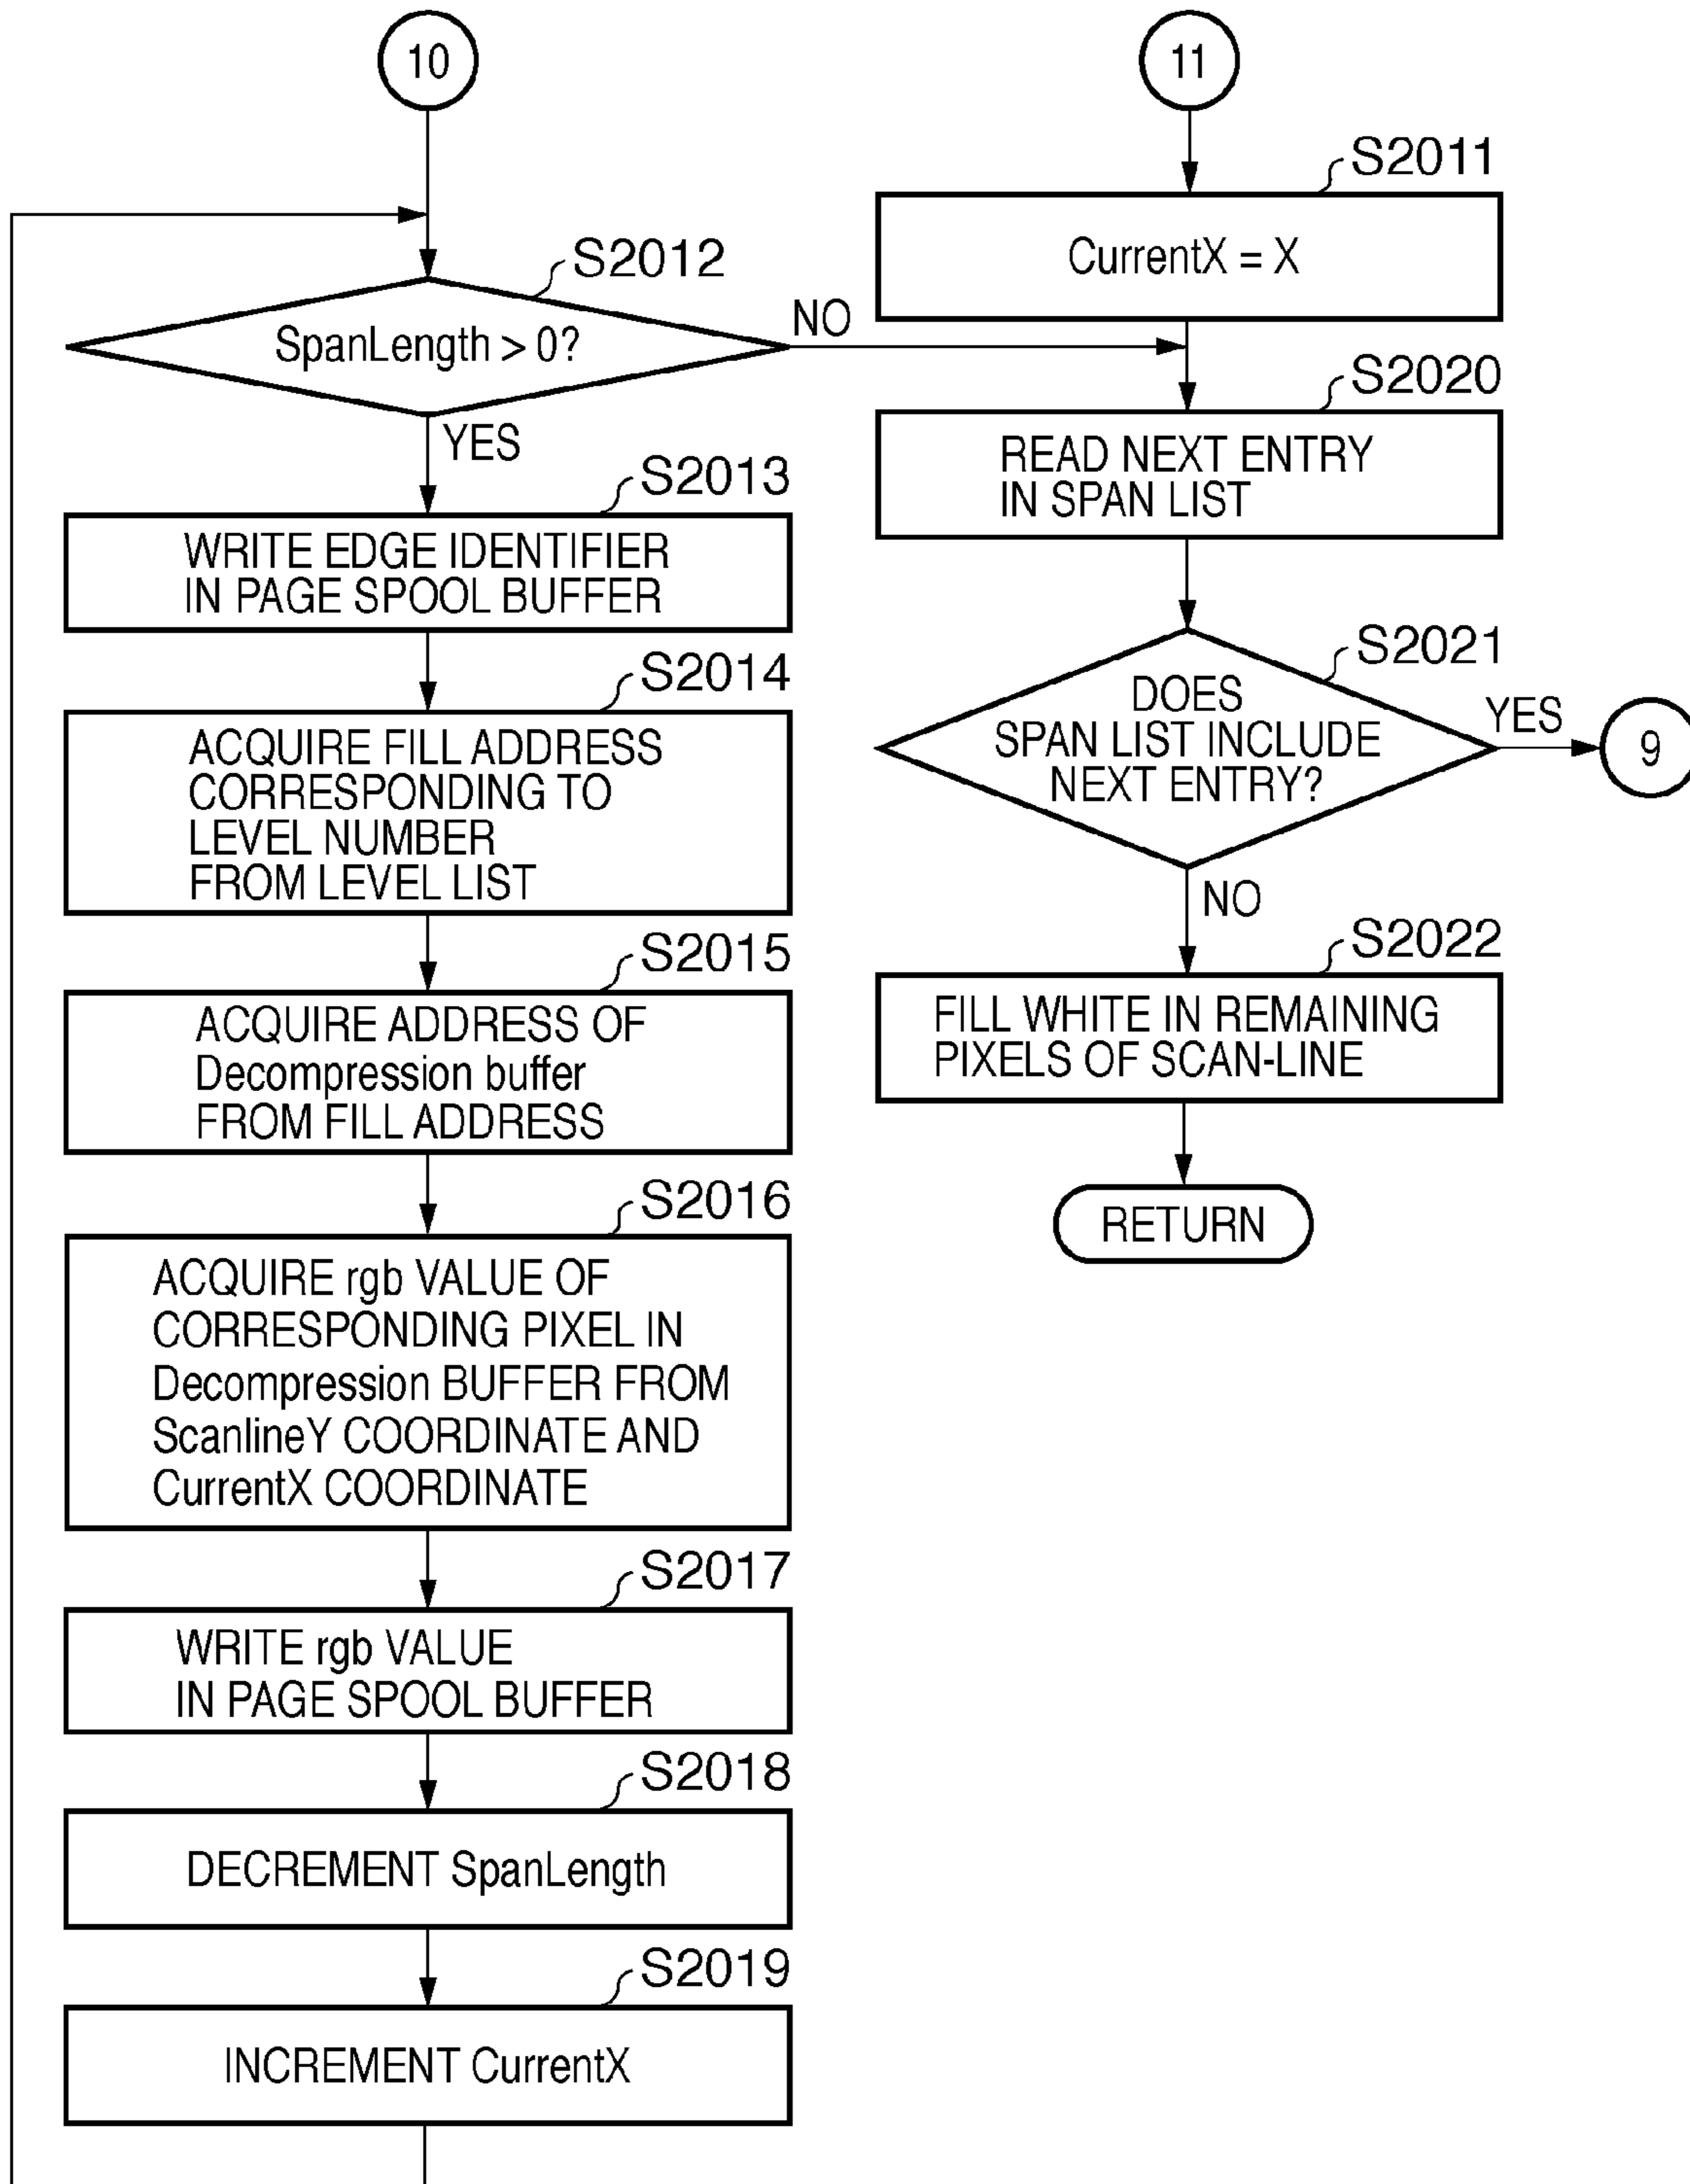 10
S2012
SpanLength > 0?
NO
YES
S2013
WRITE EDGE IDENTIFIER
IN PAGE SPOOL BUFFER
S2014
ACQUIRE FILL ADDRESS
CORRESPONDING TO
LEVEL NUMBER
FROM LEVEL LIST
S2015
ACQUIRE ADDRESS OF
Decompression buffer
FROM FILL ADDRESS
S2016
ACQUIRE rgb VALUE OF
CORRESPONDING PIXEL IN
Decompression BUFFER FROM
ScanlineY COORDINATE AND
CurrentX COORDINATE
S2017
WRITE rgb VALUE
IN PAGE SPOOL BUFFER
S2018
DECREMENT SpanLength
S2019
INCREMENT CurrentX
11
S2011
CurrentX = X
S2020
READ NEXT ENTRY
IN SPAN LIST
S2021
DOES
SPAN LIST INCLUDE
NEXT ENTRY?
YES
9
NO
S2022
FILL WHITE IN REMAINING
PIXELS OF SCAN-LINE
RETURN